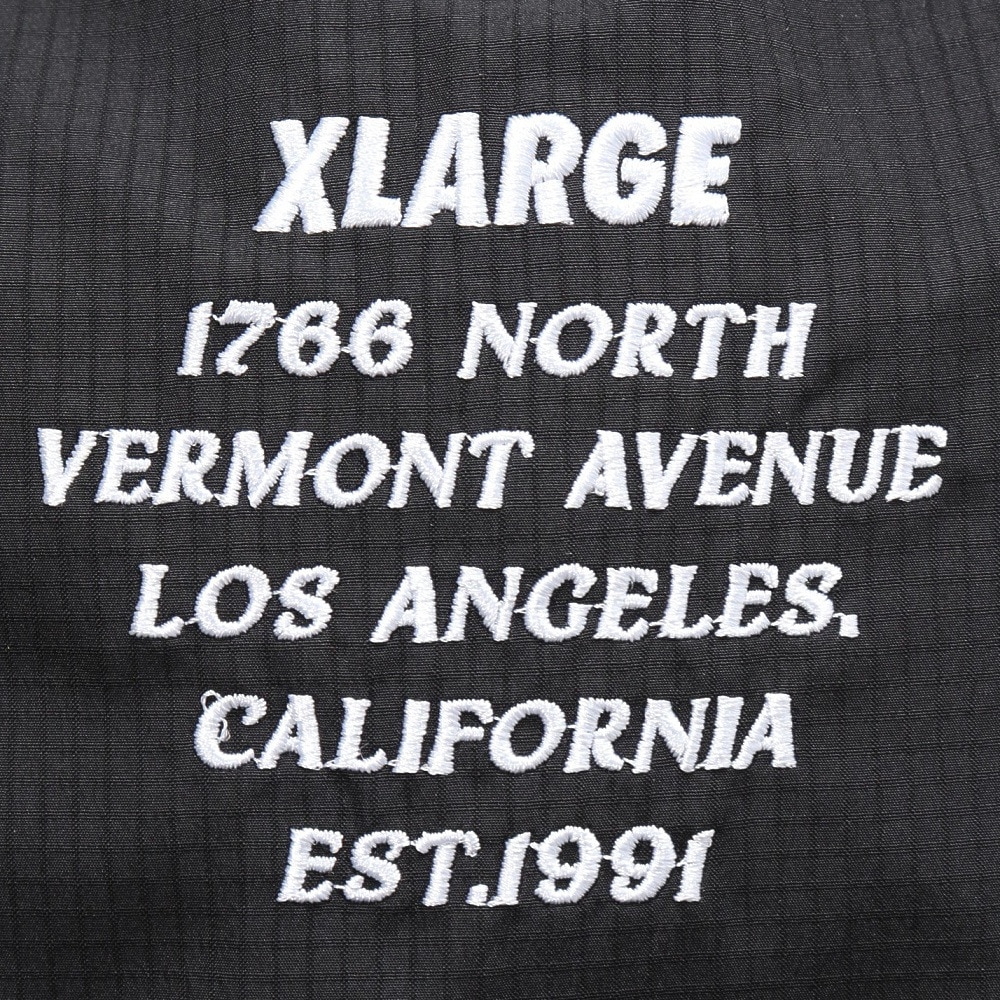 XLARGE
1766 NORTH
VERMONT AVENUE
LOS ANGELES.
CALIFORNIA
EST.1991